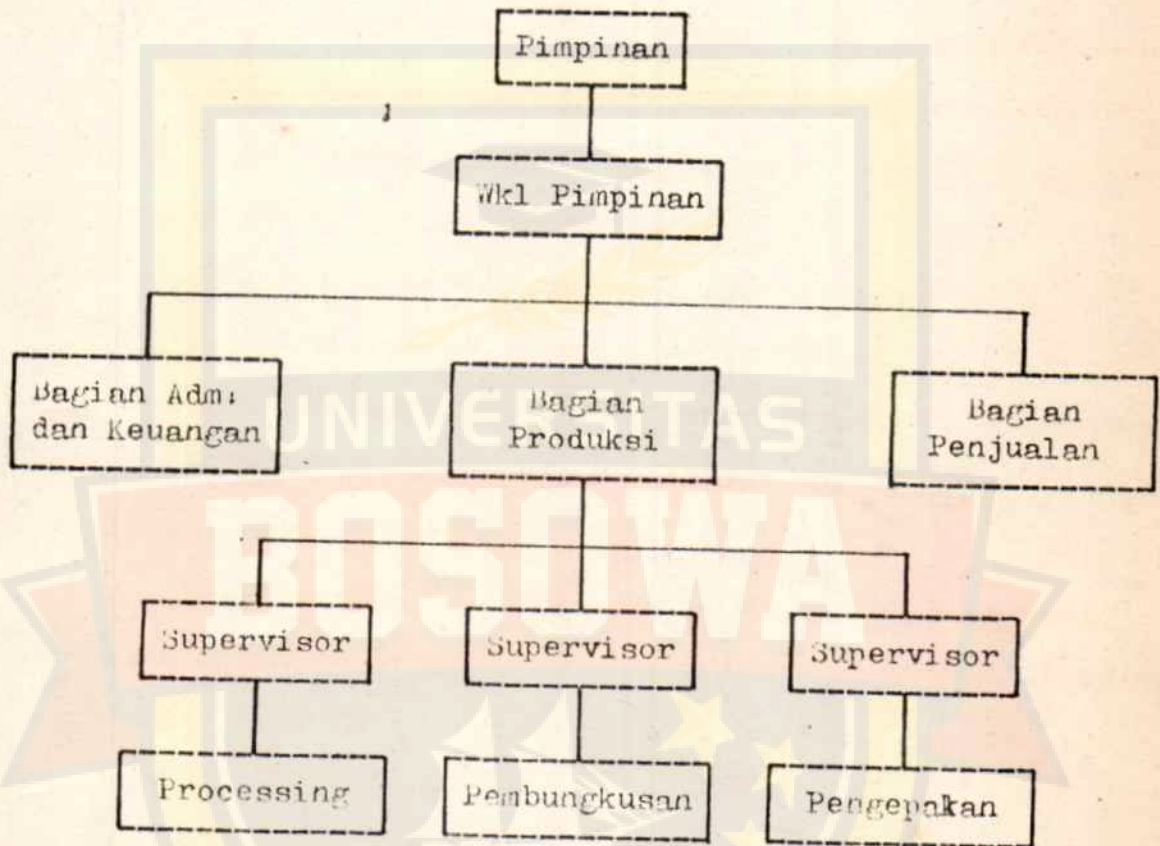 Pimpinan
Wkl Pimpinan
Bagian Adm.
dan Keuangan
Bagian
Produksi
Bagian
Penjualan
Supervisor
Supervisor
Supervisor
Processing
Pembungkusan
Pengepakan
UNIVERSITAS
BOSOWA